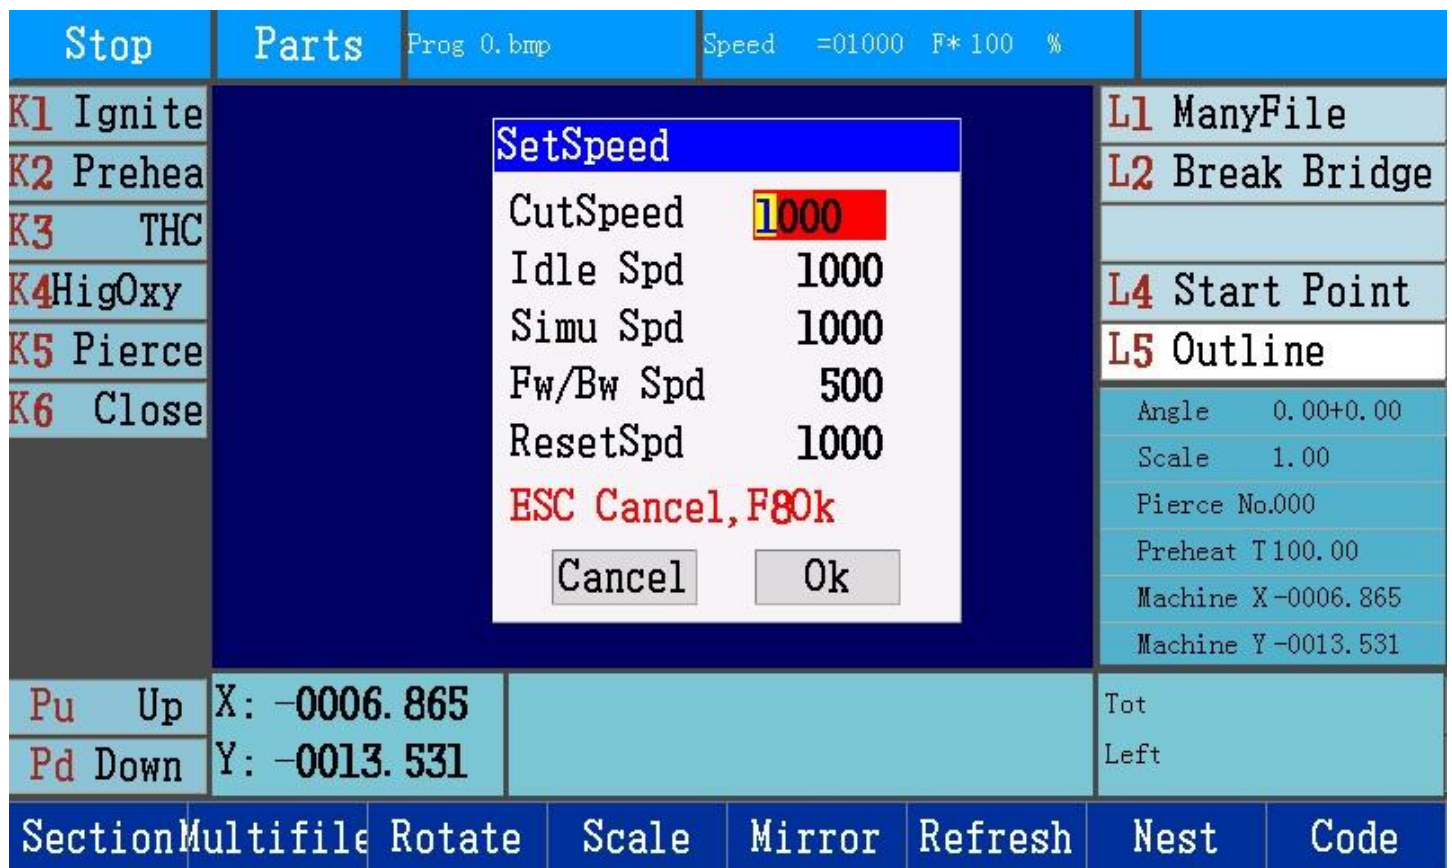 Stop Parts Prog 0.bmp Speed =01000 F*100 %
K1 Ignite
K2 Prehea
K3 THC
K4HigOxy
K5 Pierce
K6 Close
SetSpeed
CutSpeed 1000
Idle Spd 1000
Simu Spd 1000
Fw/Bw Spd 500
ResetSpd 1000
ESC Cancel,F8Ok
Cancel Ok
L1 ManyFile
L2 Break Bridge
L4 Start Point
L5 Outline
Angle 0.00+0.00
Scale 1.00
Pierce No.000
Preheat T100.00
Machine X-0006.865
Machine Y-0013.531
Pu Up
Pd Down
X: -0006.865
Y: -0013.531
Tot
Left
Section Multifile Rotate Scale Mirror Refresh Nest Code